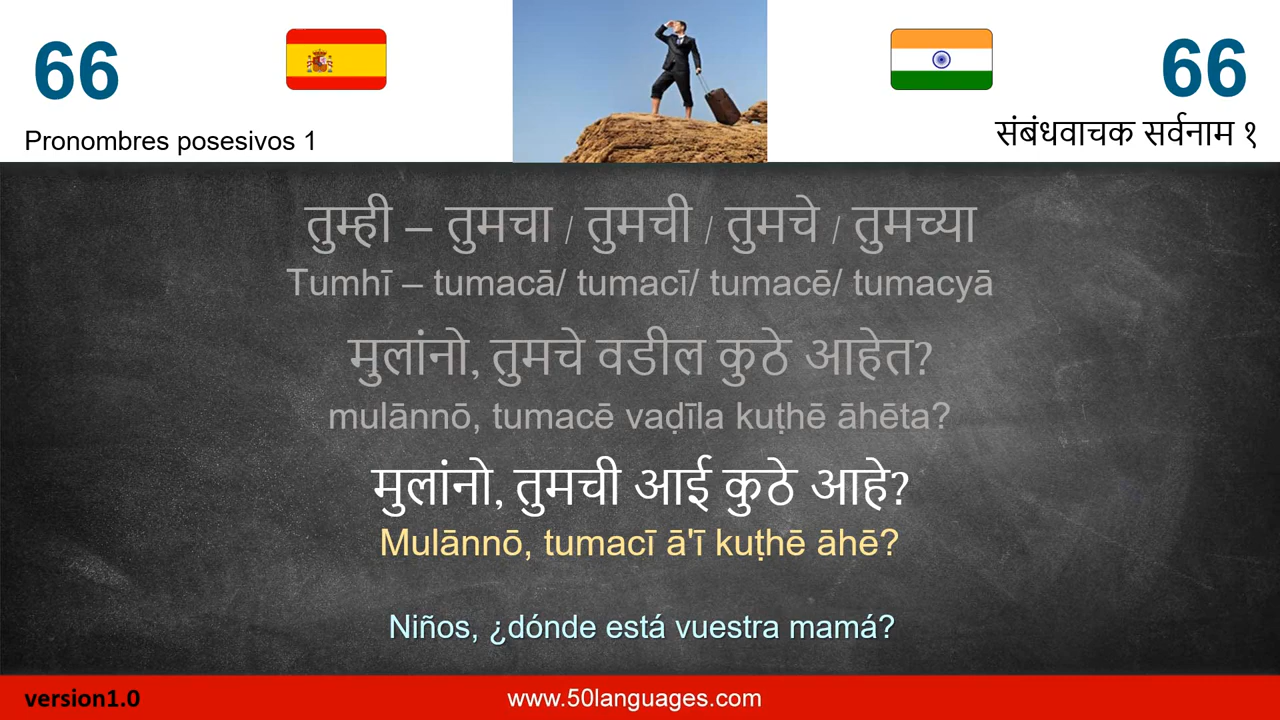 66
66
Pronombres posesivos 1
संबंधवाचक सर्वनाम १
तुम्ही – तुमचा / तुमची / तुमचे / तुमच्या
Tumhī – tumacā/ tumacī/ tumacē/ tumacyā
मुलांनो, तुमचे वडील कुठे आहेत?
mulānnō, tumacē vaḍīla kuṭhē āhēta?
मुलांनो, तुमची आई कुठे आहे?
Mulānnō, tumacī ā'ī kuṭhē āhē?
Niños, ¿dónde está vuestra mamá?
version1.0
www.50languages.com